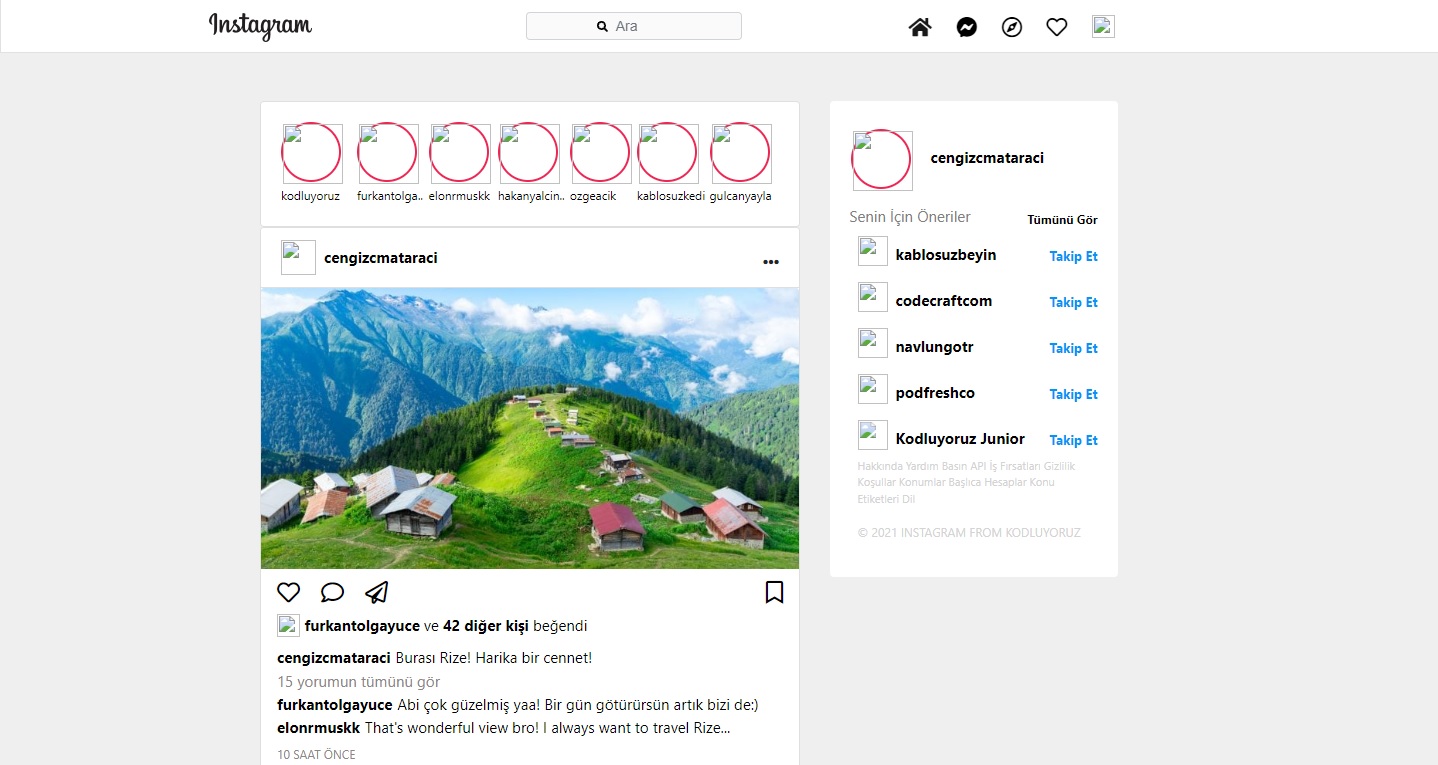 Instagram
Ara
kodluyoruz furkantolga.. elonrmuskk hakanyalcin.. ozgeacik kablosuzkedi gulcanyayla
cengizcmataraci
furkantolgayuce ve 42 diğer kişi beğendi
cengizcmataraci Burası Rize! Harika bir cennet!
15 yorumun tümünü gör
furkantolgayuce Abi çok güzelmiş yaa! Bir gün götürürsün artık bizi de:)
elonrmuskk That's wonderful view bro! I always want to travel Rize...
10 SAAT ÖNCE
cengizcmataraci
Senin İçin Öneriler Tümünü Gör
kablosuzbeyin Takip Et
codecraftcom Takip Et
navlungotr Takip Et
podfreshco Takip Et
Kodluyoruz Junior Takip Et
Hakkında Yardım Basın API İş Fırsatları Gizlilik
Koşullar Konumlar Başlıca Hesaplar Konu
Etiketleri Dil
© 2021 INSTAGRAM FROM KODLUYORUZ